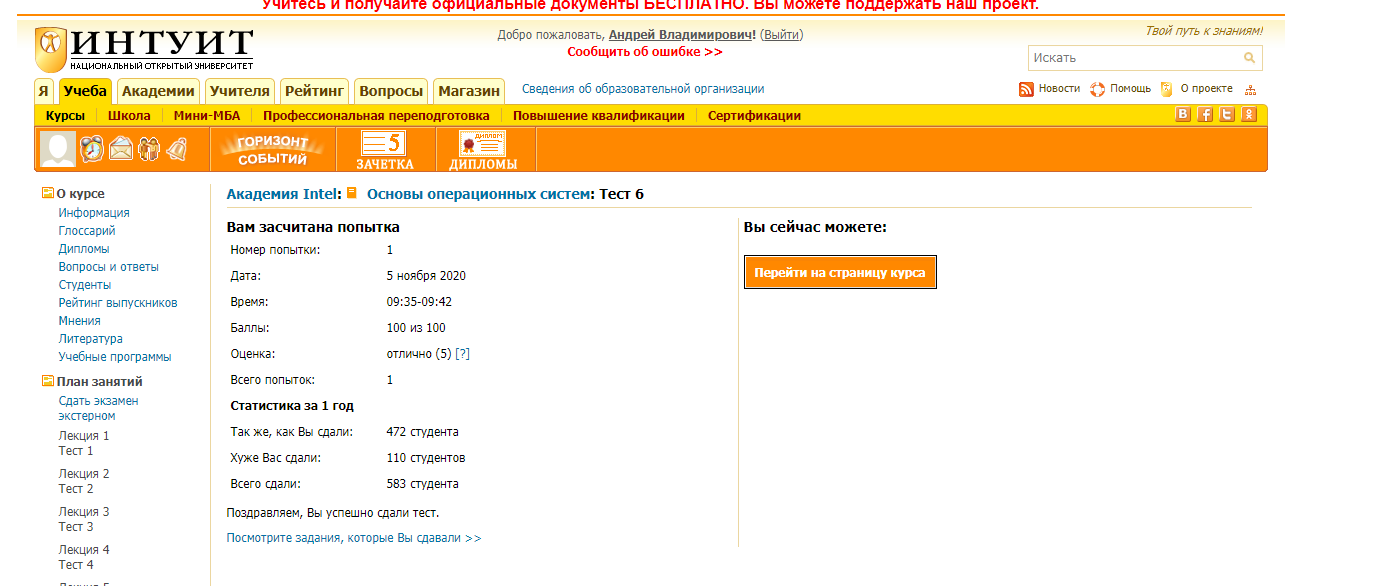 Учитесь и получайте официальные документы БЕСПЛАТНО. Вы можете поддержать наш проект.
ИНТУИТ
НАЦИОНАЛЬНЫЙ ОТКРЫТЫЙ УНИВЕРСИТЕТ
Добро пожаловать, Андрей Владимирович! (Выйти)
Сообщить об ошибке >>
Твой путь к знаниям!
Искать
Я Учеба Академии Учителя Рейтинг Вопросы Магазин Сведения об образовательной организации Новости Помощь О проекте
Курсы Школа Мини-МБА Профессиональная переподготовка Повышение квалификации Сертификации
ГОРИЗОНТ
СОБЫТИЙ
5
ЗАЧЕТКА
ДИПЛОМ
ДИПЛОМЫ
О курсе
Информация
Глоссарий
Дипломы
Вопросы и ответы
Студенты
Рейтинг выпускников
Мнения
Литература
Учебные программы
План занятий
Сдать экзамен
экстерном
Лекция 1
Тест 1
Лекция 2
Тест 2
Лекция 3
Тест 3
Лекция 4
Тест 4
Академия Intel: Основы операционных систем: Тест 6
Вам засчитана попытка
Номер попытки: 1
Дата: 5 ноября 2020
Время: 09:35-09:42
Баллы: 100 из 100
Оценка: отлично (5) [?]
Всего попыток: 1
Статистика за 1 год
Так же, как Вы сдали: 472 студента
Хуже Вас сдали: 110 студентов
Всего сдали: 583 студента
Поздравляем, Вы успешно сдали тест.
Посмотрите задания, которые Вы сдавали >>
Вы сейчас можете:
Перейти на страницу курса